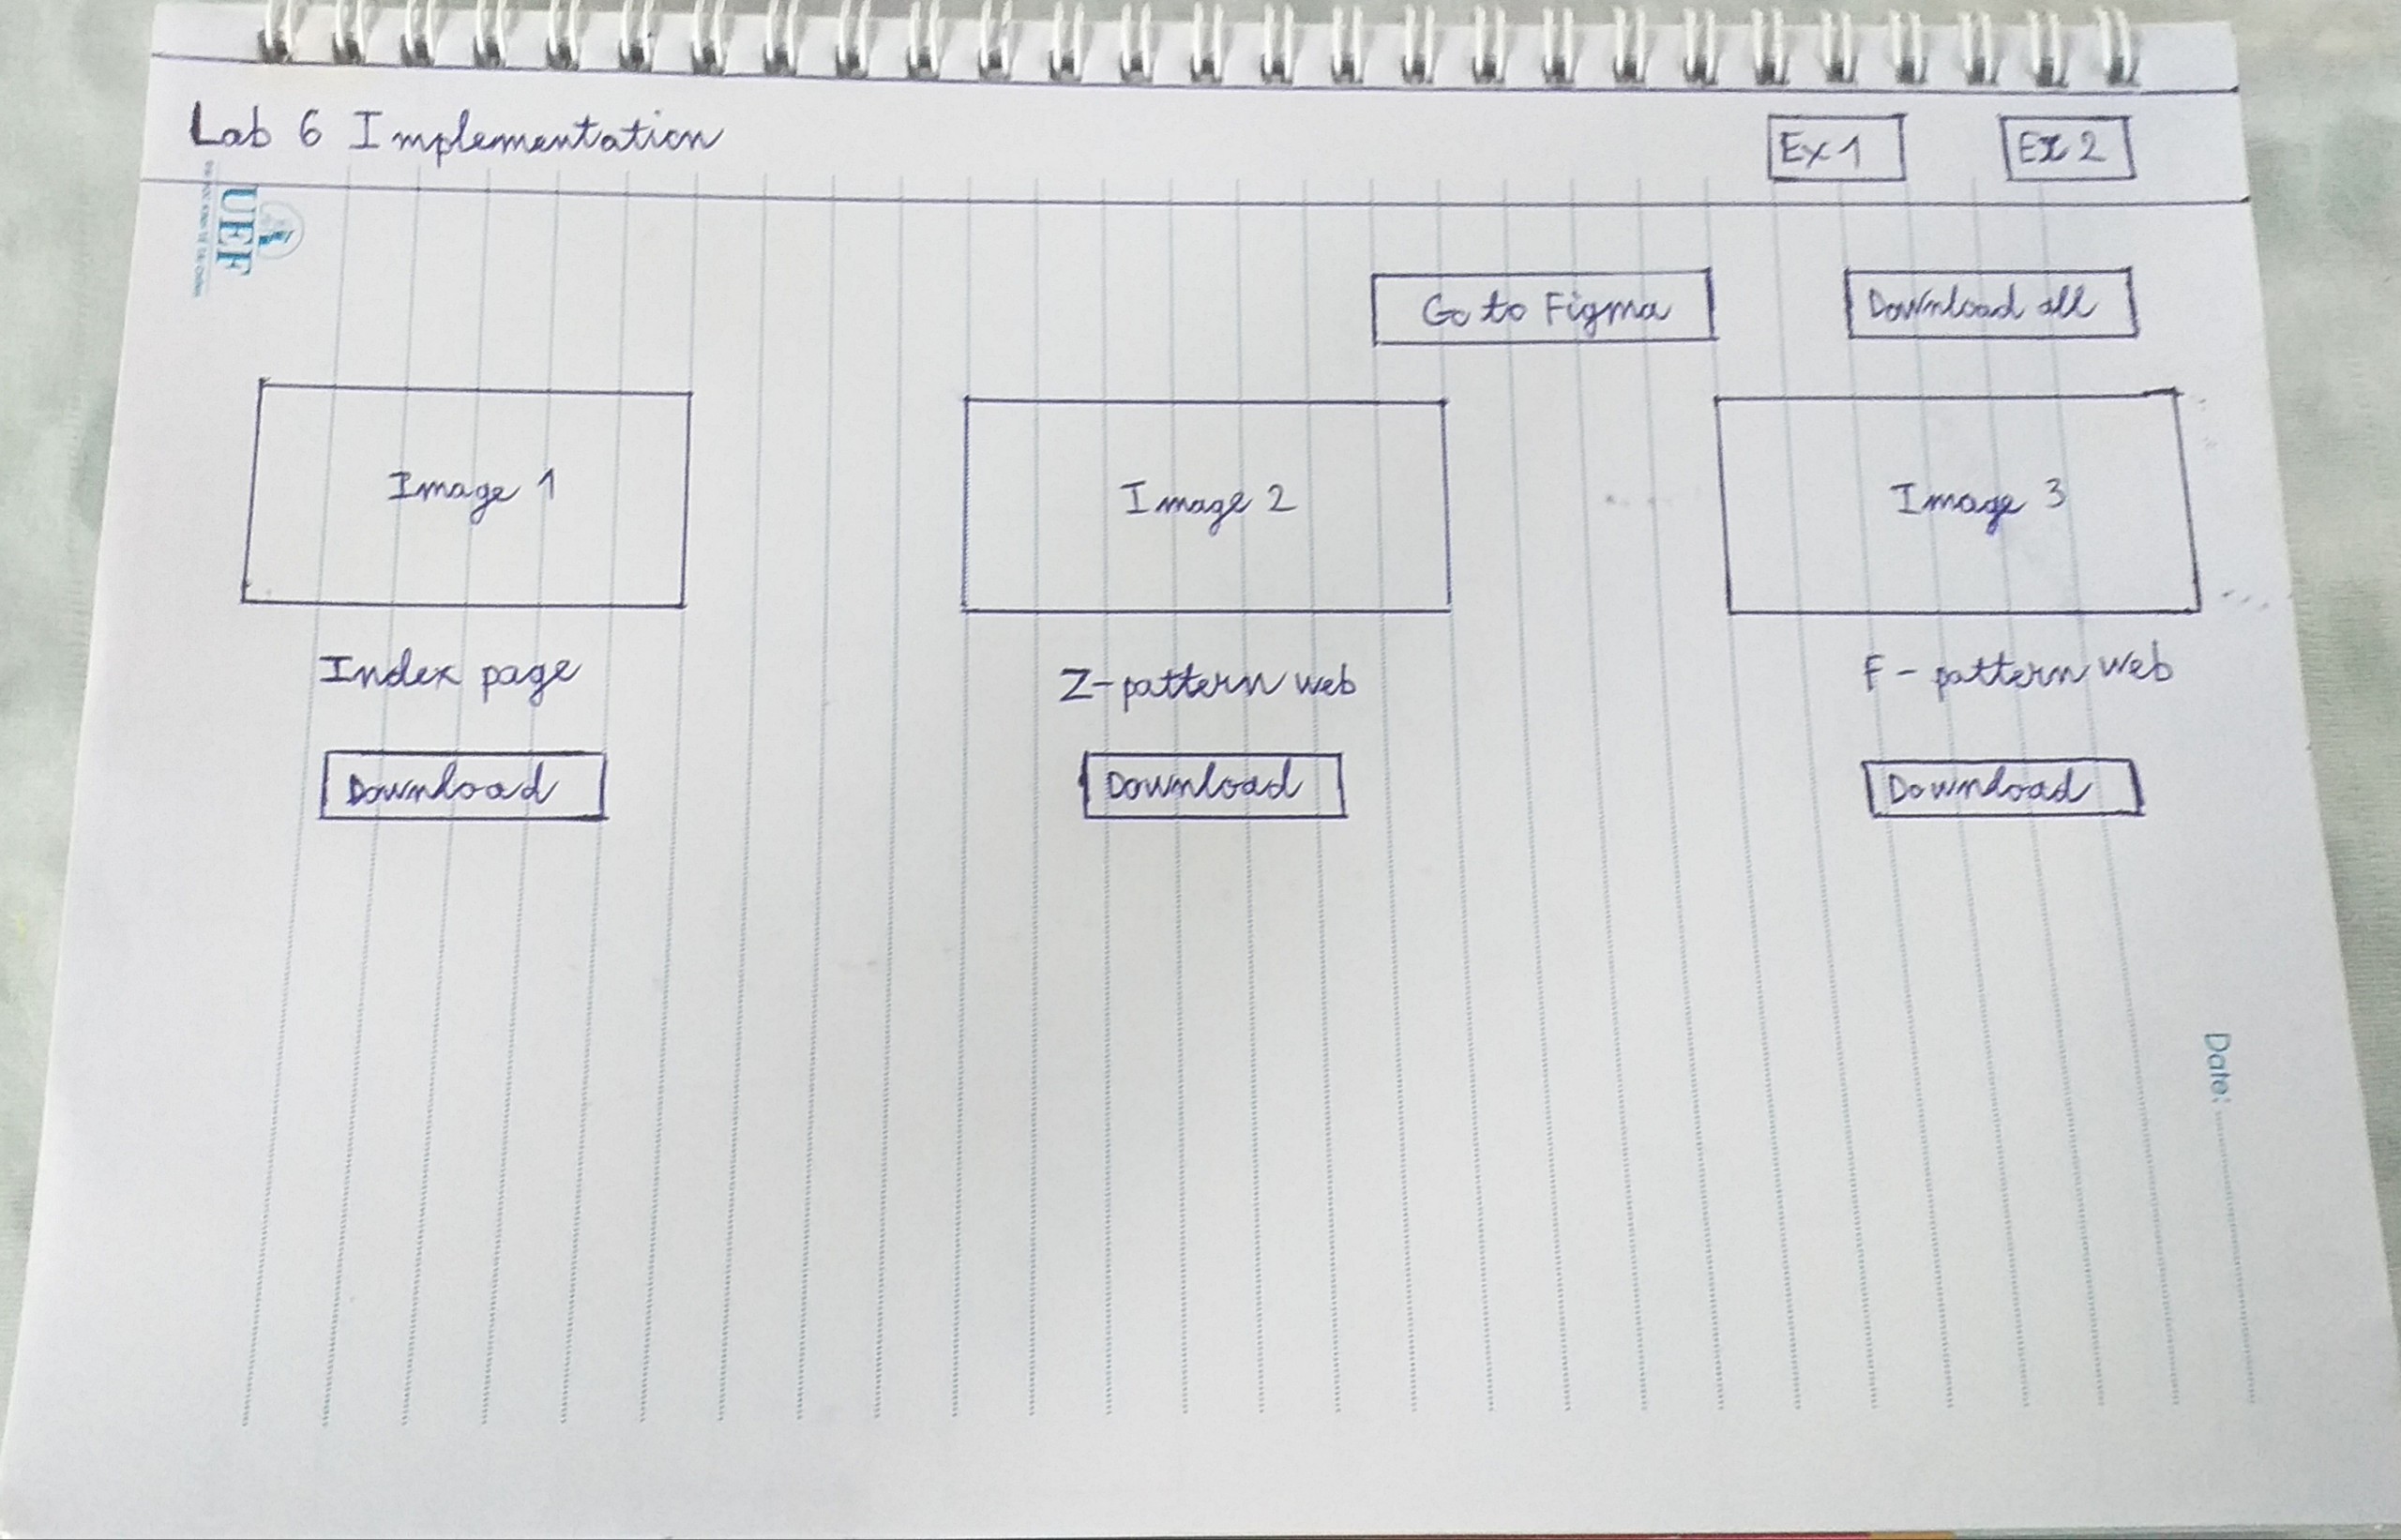 Lab 6 Implementation
Ex 1
Ex 2
UEF
Go to Figma
Download all
Image 1
Image 2
Image 3
Index page
Z-pattern web
F-pattern web
Download
Download
Download
Date: